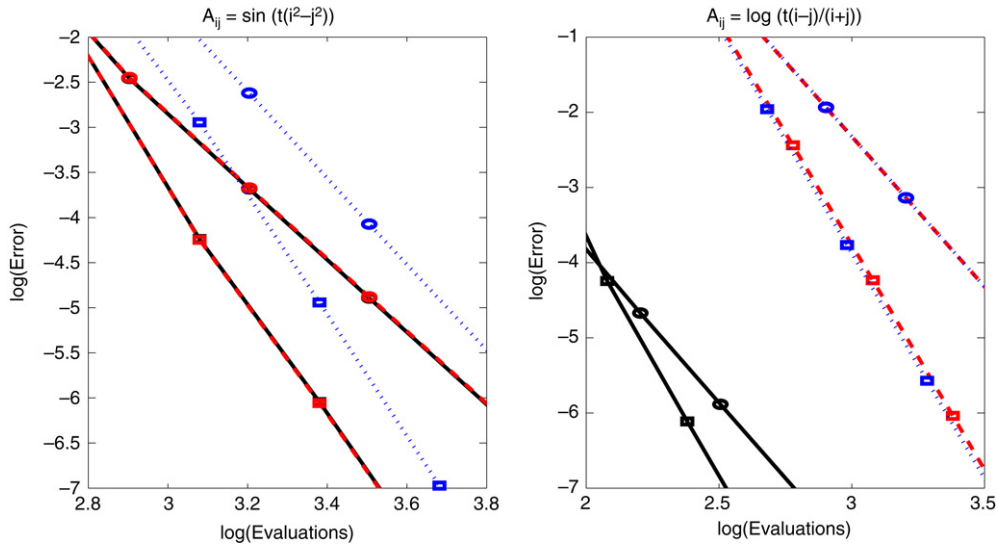 A_ij = sin (t(i²–j²))
–2
–2.5
–3
–3.5
–4
–4.5
–5
–5.5
–6
–6.5
–7
log(Error)
2.8 3 3.2 3.4 3.6 3.8
log(Evaluations)
A_ij = log (t(i–j)/(i+j))
–1
–2
–3
–4
–5
–6
–7
log(Error)
2 2.5 3 3.5
log(Evaluations)